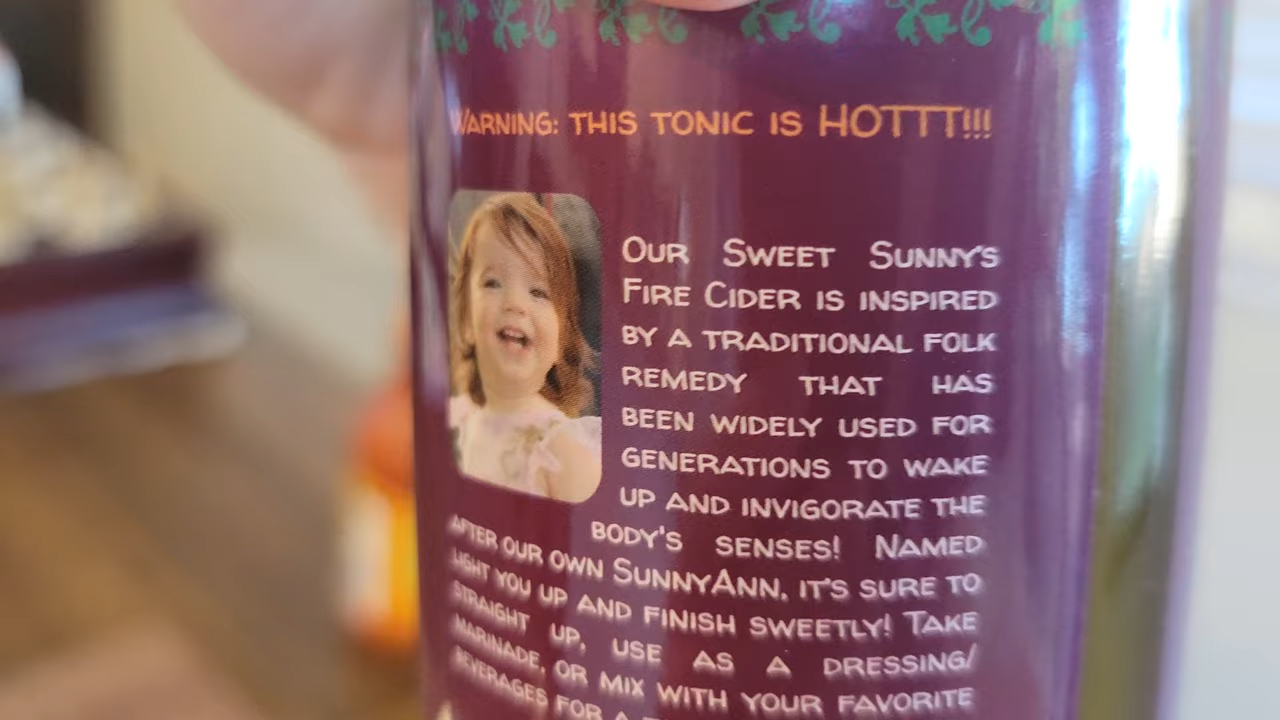 WARNING: THIS TONIC IS HOTTT!!!
OUR SWEET SUNNY'S
FIRE CIDER IS INSPIRED
BY A TRADITIONAL FOLK
REMEDY THAT HAS
BEEN WIDELY USED FOR
GENERATIONS TO WAKE
UP AND INVIGORATE THE
BODY'S SENSES! NAMED
AFTER OUR OWN SUNNYANN, IT'S SURE TO
LIGHT YOU UP AND FINISH SWEETLY! TAKE
STRAIGHT UP, USE AS A DRESSING/
MARINADE, OR MIX WITH YOUR FAVORITE
BEVERAGES FOR A